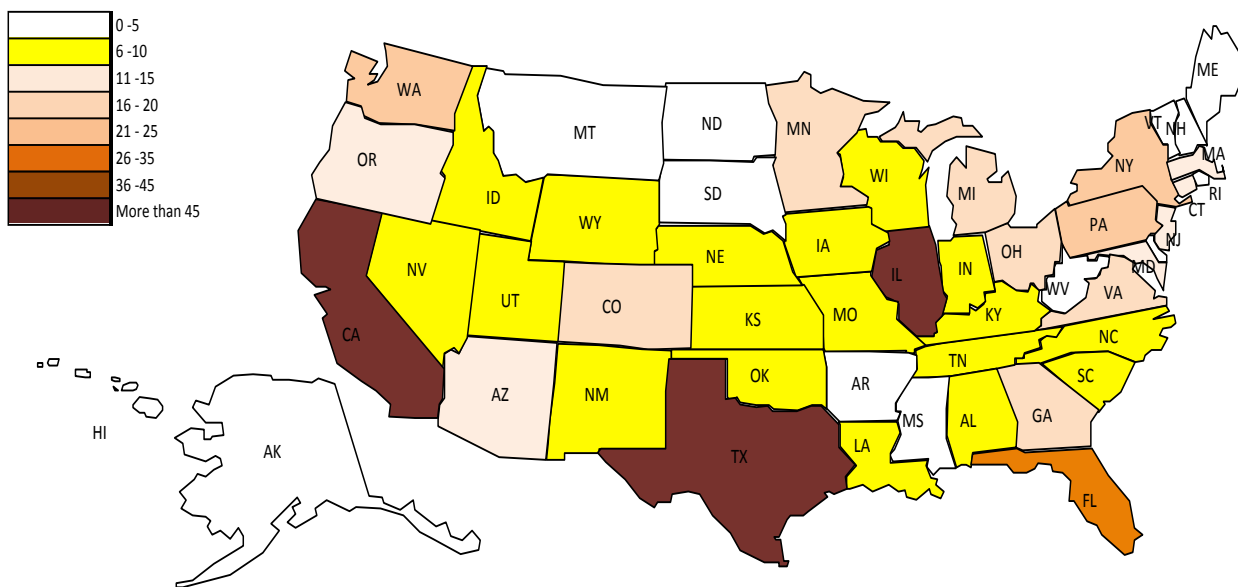 0 -5
6 -10
11 -15
16 - 20
21 - 25
26 -35
36 -45
More than 45
ME
WA
MT
ND
MN
VT
NH
MA
NY
OR
WI
MI
RI
ID
SD
CT
WY
PA
IA
NJ
NE
OH
NV
IL
IN
MD
UT
WV
VA
CO
KS
MO
KY
CA
NC
TN
OK
SC
AZ
NM
AR
GA
MS
AL
HI
LA
AK
TX
FL